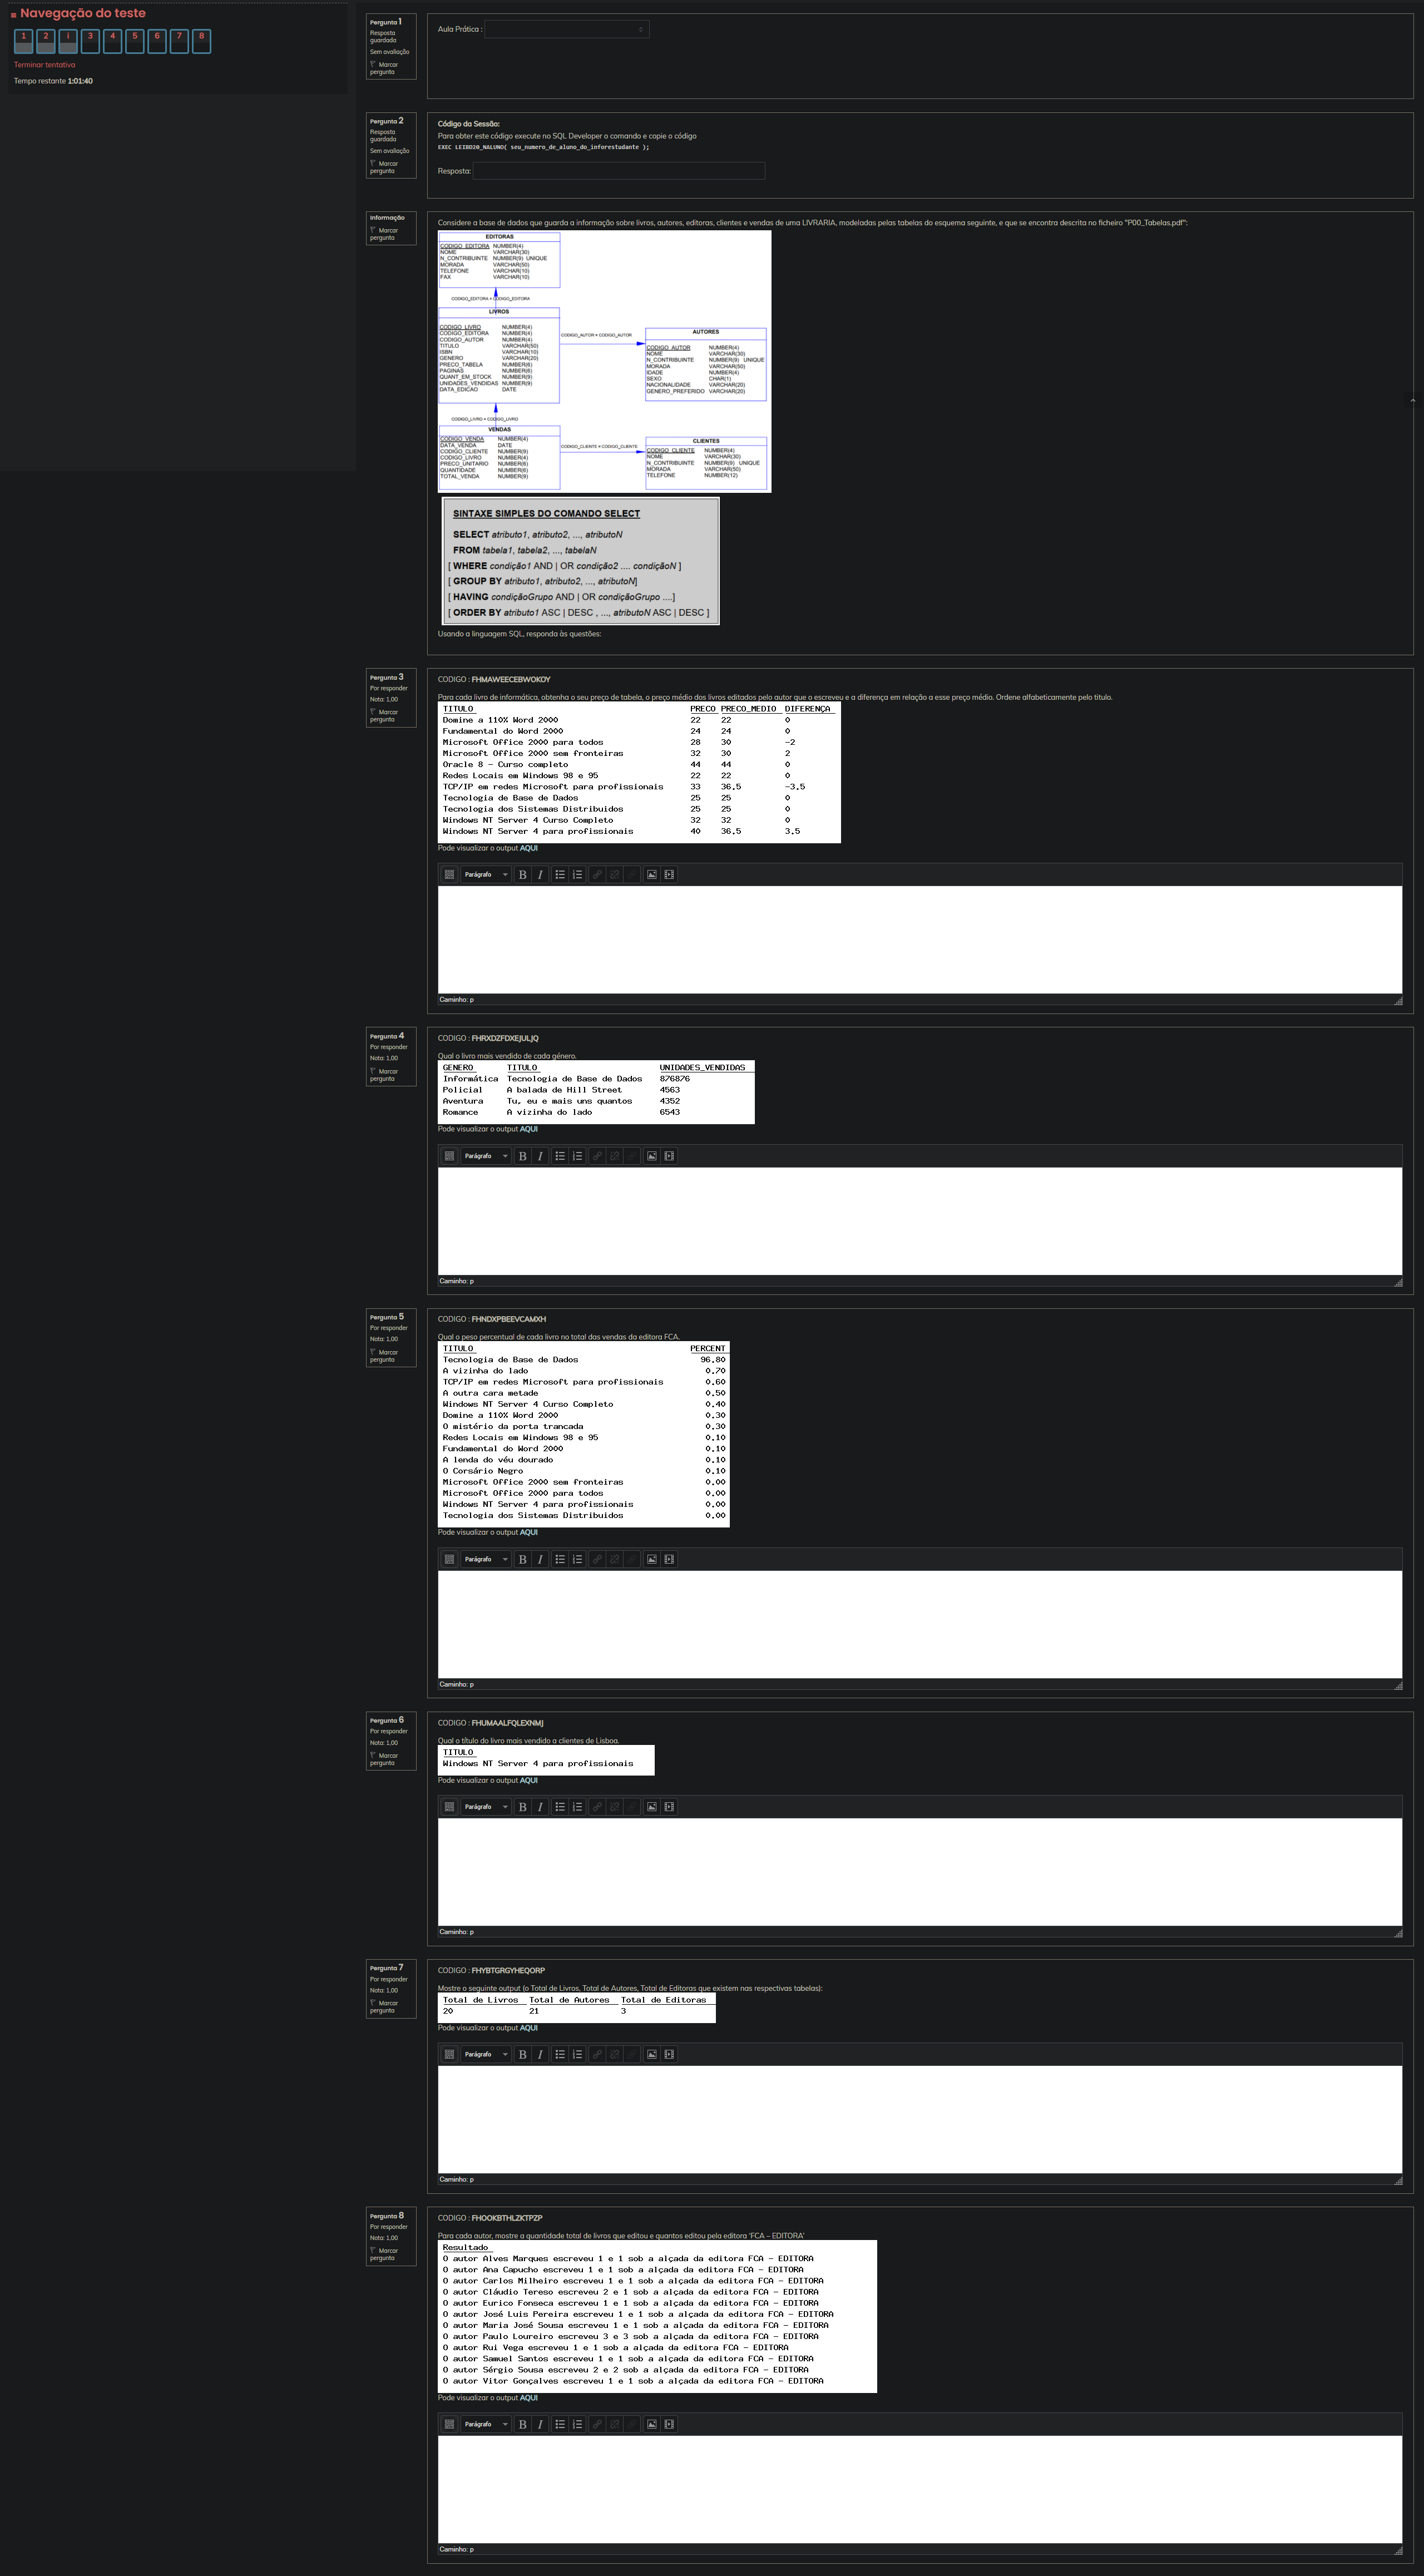 Navegação do teste
1 2 i 3 4 5 6 7 8
Terminar tentativa
Tempo restante 1:01:40
Pergunta 1
Resposta guardada
Sem avaliação
Marcar pergunta
Aula Prática :
Pergunta 2
Resposta guardada
Sem avaliação
Marcar pergunta
Código da Sessão:
Para obter este código execute no SQL Developer o comando e copie o código
EXEC LEIBD20_NALUNO( seu_numero_de_aluno_do_inforestudante );
Resposta:
Informação
Marcar pergunta
Considere a base de dados que guarda a informação sobre livros, autores, editoras, clientes e vendas de uma LIVRARIA, modeladas pelas tabelas do esquema seguinte, e que se encontra descrita no ficheiro "P00_Tabelas.pdf":
EDITORAS
CODIGO_EDITORA NUMBER(4)
NOME VARCHAR(30)
N_CONTRIBUINTE NUMBER(9) UNIQUE
MORADA VARCHAR(50)
TELEFONE VARCHAR(10)
FAX VARCHAR(10)
CODIGO_EDITORA = CODIGO_EDITORA
LIVROS
CODIGO_LIVRO NUMBER(4)
CODIGO_EDITORA NUMBER(4)
CODIGO_AUTOR NUMBER(4)
TITULO VARCHAR(50)
ISBN VARCHAR(10)
GENERO VARCHAR(20)
PRECO_TABELA NUMBER(6)
PAGINAS NUMBER(6)
QUANT_EM_STOCK NUMBER(9)
UNIDADES_VENDIDAS NUMBER(9)
DATA_EDICAO DATE
CODIGO_AUTOR = CODIGO_AUTOR
AUTORES
CODIGO_AUTOR NUMBER(4)
NOME VARCHAR(30)
N_CONTRIBUINTE NUMBER(9) UNIQUE
MORADA VARCHAR(50)
IDADE NUMBER(4)
SEXO CHAR(1)
NACIONALIDADE VARCHAR(20)
GENERO_PREFERIDO VARCHAR(20)
CODIGO_LIVRO = CODIGO_LIVRO
VENDAS
CODIGO_VENDA NUMBER(4)
DATA_VENDA DATE
CODIGO_CLIENTE NUMBER(9)
CODIGO_LIVRO NUMBER(4)
PRECO_UNITARIO NUMBER(6)
QUANTIDADE NUMBER(6)
TOTAL_VENDA NUMBER(9)
CODIGO_CLIENTE = CODIGO_CLIENTE
CLIENTES
CODIGO_CLIENTE NUMBER(4)
NOME VARCHAR(30)
N_CONTRIBUINTE NUMBER(9) UNIQUE
MORADA VARCHAR(50)
TELEFONE NUMBER(12)
SINTAXE SIMPLES DO COMANDO SELECT
SELECT atributo1, atributo2, ..., atributoN
FROM tabela1, tabela2, ..., tabelaN
[ WHERE condição1 AND | OR condição2 .... condiçãoN ]
[ GROUP BY atributo1, atributo2, ..., atributoN]
[ HAVING condiçãoGrupo AND | OR condiçãoGrupo ....]
[ ORDER BY atributo1 ASC | DESC , ..., atributoN ASC | DESC ]
Usando a linguagem SQL, responda às questões:
Pergunta 3
Por responder
Nota: 1,00
Marcar pergunta
CODIGO : FHMAWEECEBWOKOY
Para cada livro de informática, obtenha o seu preço de tabela, o preço médio dos livros editados pelo autor que o escreveu e a diferença em relação a esse preço médio. Ordene alfabeticamente pelo titulo.
TITULO PRECO PRECO_MEDIO DIFERENÇA
Domine a 110% Word 2000 22 22 0
Fundamental do Word 2000 24 24 0
Microsoft Office 2000 para todos 28 30 -2
Microsoft Office 2000 sem fronteiras 32 30 2
Oracle 8 - Curso completo 44 44 0
Redes Locais em Windows 98 e 95 22 22 0
TCP/IP em redes Microsoft para profissionais 33 36.5 -3.5
Tecnologia de Base de Dados 25 25 0
Tecnologia dos Sistemas Distribuidos 25 25 0
Windows NT Server 4 Curso Completo 32 32 0
Windows NT Server 4 para profissionais 40 36.5 3.5
Pode visualizar o output AQUI
Parágrafo B I
Caminho: p
Pergunta 4
Por responder
Nota: 1,00
Marcar pergunta
CODIGO : FHRXDZFDXEJULJQ
Qual o livro mais vendido de cada género.
GENERO TITULO UNIDADES_VENDIDAS
Informática Tecnologia de Base de Dados 876876
Policial A balada de Hill Street 4563
Aventura Tu, eu e mais uns quantos 4352
Romance A vizinha do lado 6543
Pode visualizar o output AQUI
Parágrafo B I
Caminho: p
Pergunta 5
Por responder
Nota: 1,00
Marcar pergunta
CODIGO : FHNDXPBEEVCAMXH
Qual o peso percentual de cada livro no total das vendas da editora FCA.
TITULO PERCENT
Tecnologia de Base de Dados 96.80
A vizinha do lado 0.70
TCP/IP em redes Microsoft para profissionais 0.60
A outra cara metade 0.50
Windows NT Server 4 Curso Completo 0.40
Domine a 110% Word 2000 0.30
O mistério da porta trancada 0.30
Redes Locais em Windows 98 e 95 0.10
Fundamental do Word 2000 0.10
A lenda do véu dourado 0.10
O Corsário Negro 0.10
Microsoft Office 2000 sem fronteiras 0.00
Microsoft Office 2000 para todos 0.00
Windows NT Server 4 para profissionais 0.00
Tecnologia dos Sistemas Distribuidos 0.00
Pode visualizar o output AQUI
Parágrafo B I
Caminho: p
Pergunta 6
Por responder
Nota: 1,00
Marcar pergunta
CODIGO : FHUMAALFQLEXNMJ
Qual o título do livro mais vendido a clientes de Lisboa.
TITULO
Windows NT Server 4 para profissionais
Pode visualizar o output AQUI
Parágrafo B I
Caminho: p
Pergunta 7
Por responder
Nota: 1,00
Marcar pergunta
CODIGO : FHYBTGRGYHEQORP
Mostre o seguinte output (o Total de Livros, Total de Autores, Total de Editoras que existem nas respectivas tabelas):
Total de Livros Total de Autores Total de Editoras
20 21 3
Pode visualizar o output AQUI
Parágrafo B I
Caminho: p
Pergunta 8
Por responder
Nota: 1,00
Marcar pergunta
CODIGO : FHOOKBTHLZKTPZP
Para cada autor, mostre a quantidade total de livros que editou e quantos editou pela editora 'FCA – EDITORA'
Resultado
O autor Alves Marques escreveu 1 e 1 sob a alçada da editora FCA - EDITORA
O autor Ana Capucho escreveu 1 e 1 sob a alçada da editora FCA - EDITORA
O autor Carlos Milheiro escreveu 1 e 1 sob a alçada da editora FCA - EDITORA
O autor Cláudio Tereso escreveu 2 e 1 sob a alçada da editora FCA - EDITORA
O autor Eurico Fonseca escreveu 1 e 1 sob a alçada da editora FCA - EDITORA
O autor José Luis Pereira escreveu 1 e 1 sob a alçada da editora FCA - EDITORA
O autor Maria José Sousa escreveu 1 e 1 sob a alçada da editora FCA - EDITORA
O autor Paulo Loureiro escreveu 3 e 3 sob a alçada da editora FCA - EDITORA
O autor Rui Vega escreveu 1 e 1 sob a alçada da editora FCA - EDITORA
O autor Samuel Santos escreveu 1 e 1 sob a alçada da editora FCA - EDITORA
O autor Sérgio Sousa escreveu 2 e 2 sob a alçada da editora FCA - EDITORA
O autor Vitor Gonçalves escreveu 1 e 1 sob a alçada da editora FCA - EDITORA
Pode visualizar o output AQUI
Parágrafo B I
Caminho: p